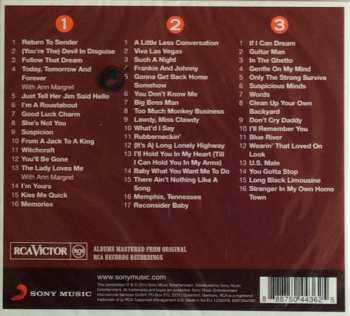 1
1 Return To Sender
2 (You're The) Devil In Disguise
3 Follow That Dream
4 Today, Tomorrow And
Forever
With Ann Margret
5 Just Tell Her Jim Said Hello
6 I'm A Roustabout
7 Good Luck Charm
8 She's Not You
9 Suspicion
10 From A Jack To A King
11 Witchcraft
12 You'll Be Gone
13 The Lady Loves Me
With Ann Margret
14 I'm Yours
15 Kiss Me Quick
16 Memories
2
1 A Little Less Conversation
2 Viva Las Vegas
3 Such A Night
4 Frankie And Johnny
5 Gonna Get Back Home
Somehow
6 You Don't Know Me
7 Big Boss Man
8 Too Much Monkey Business
9 Lawdy, Miss Clawdy
10 What'd I Say
11 Rubberneckin'
12 (It's A) Long Lonely Highway
13 I'll Hold You In My Heart (Till
I Can Hold You In My Arms)
14 Baby What You Want Me To Do
15 There Ain't Nothing Like A
Song
16 Memphis, Tennessee
17 Reconsider Baby
3
1 If I Can Dream
2 Guitar Man
3 In The Ghetto
4 Gentle On My Mind
5 Only The Strong Survive
6 Suspicious Minds
7 Words
8 Clean Up Your Own
Backyard
9 Don't Cry Daddy
10 I'll Remember You
11 Blue River
12 Wearin' That Loved On
Look
13 U.S. Male
14 You Gotta Stop
15 Long Black Limousine
16 Stranger In My Own Home
Town
RCA VICTOR
ALBUMS MASTERED FROM ORIGINAL
RCA RECORDS RECORDINGS
SONY MUSIC
www.sonymusic.com
8 88750 44362 5